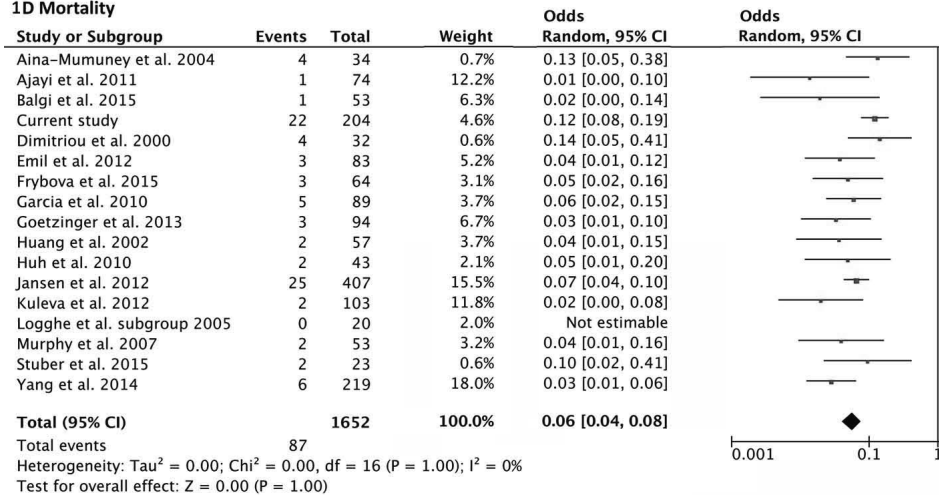 1D Mortality
Odds Odds
Study or Subgroup Events Total Weight Random, 95% CI Random, 95% CI
Aina-Mumuney et al. 2004 4 34 0.7% 0.13 [0.05, 0.38]
Ajayi et al. 2011 1 74 12.2% 0.01 [0.00, 0.10]
Balgi et al. 2015 1 53 6.3% 0.02 [0.00, 0.14]
Current study 22 204 4.6% 0.12 [0.08, 0.19]
Dimitriou et al. 2000 4 32 0.6% 0.14 [0.05, 0.41]
Emil et al. 2012 3 83 5.2% 0.04 [0.01, 0.12]
Frybova et al. 2015 3 64 3.1% 0.05 [0.02, 0.16]
Garcia et al. 2010 5 89 3.7% 0.06 [0.02, 0.15]
Goetzinger et al. 2013 3 94 6.7% 0.03 [0.01, 0.10]
Huang et al. 2002 2 57 3.7% 0.04 [0.01, 0.15]
Huh et al. 2010 2 43 2.1% 0.05 [0.01, 0.20]
Jansen et al. 2012 25 407 15.5% 0.07 [0.04, 0.10]
Kuleva et al. 2012 2 103 11.8% 0.02 [0.00, 0.08]
Logghe et al. subgroup 2005 0 20 2.0% Not estimable
Murphy et al. 2007 2 53 3.2% 0.04 [0.01, 0.16]
Stuber et al. 2015 2 23 0.6% 0.10 [0.02, 0.41]
Yang et al. 2014 6 219 18.0% 0.03 [0.01, 0.06]
Total (95% CI) 1652 100.0% 0.06 [0.04, 0.08]
Total events 87
0.001 0.1 1
Heterogeneity: Tau² = 0.00; Chi² = 0.00, df = 16 (P = 1.00); I² = 0%
Test for overall effect: Z = 0.00 (P = 1.00)